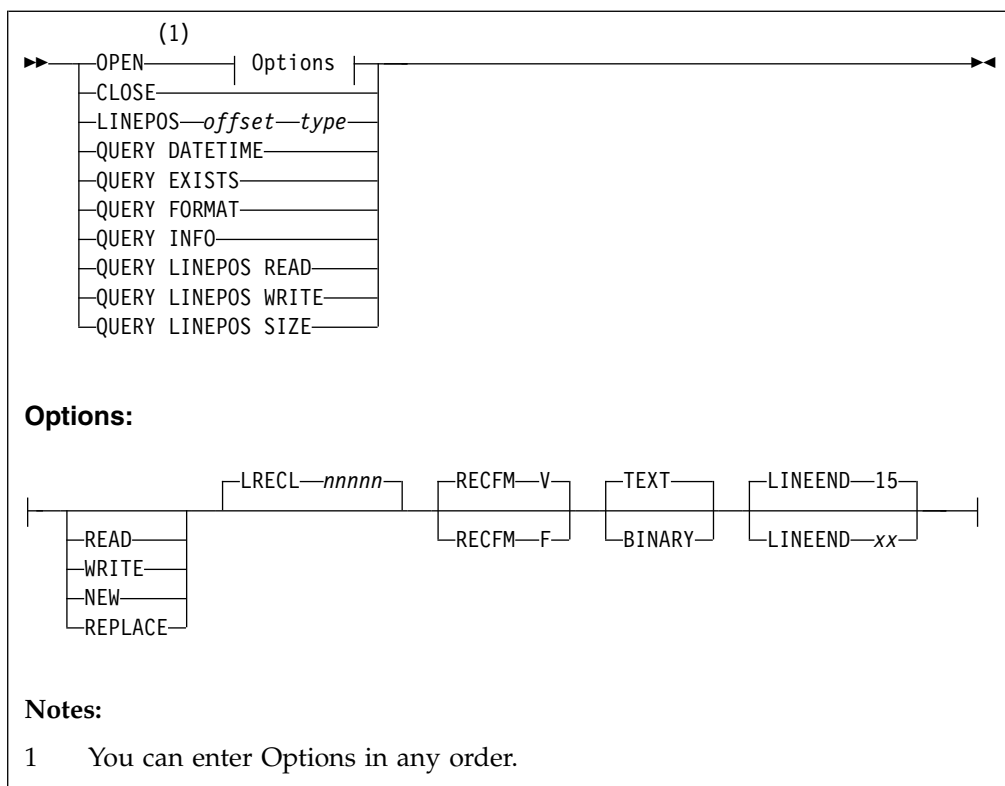 (1)
OPEN Options
CLOSE
LINEPOS offset type
QUERY DATETIME
QUERY EXISTS
QUERY FORMAT
QUERY INFO
QUERY LINEPOS READ
QUERY LINEPOS WRITE
QUERY LINEPOS SIZE
Options:
LRECL nnnnn RECFM V TEXT LINEEND 15
READ RECFM F BINARY LINEEND xx
WRITE
NEW
REPLACE
Notes:
1 You can enter Options in any order.